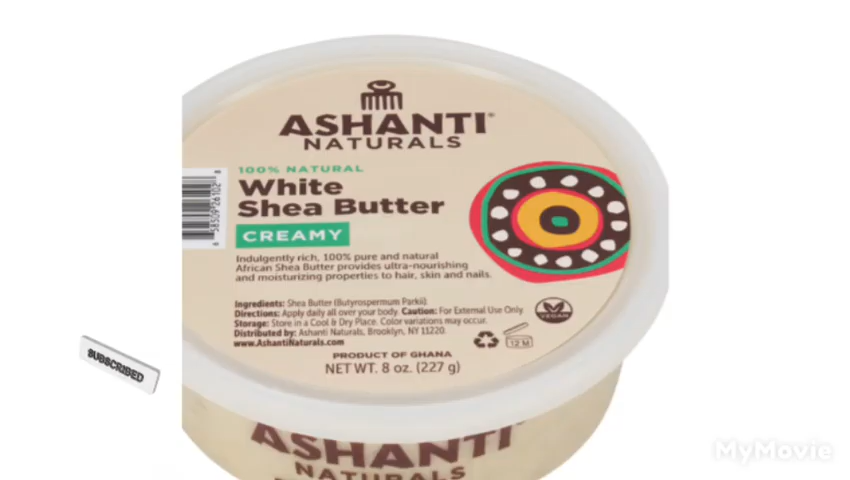 ASHANTI®
NATURALS
100% NATURAL
White
Shea Butter
CREAMY
Indulgently rich, 100% pure and natural
African Shea Butter provides ultra-nourishing
and moisturizing properties to hair, skin and nails.
Ingredients: Shea Butter (Butyrospermum Parkii)
Directions: Apply daily all over your body. Caution: For External Use Only.
Storage: Store in a Cool & Dry Place. Color variations may occur.
Distributed by: Ashanti Naturals, Brooklyn, NY 11220.
www.AshantiNaturals.com
VEGAN
12 M
PRODUCT OF GHANA
NET WT. 8 oz. (227 g)
SUBSCRIBED
ASHANTI
NATURALS
MyMovie